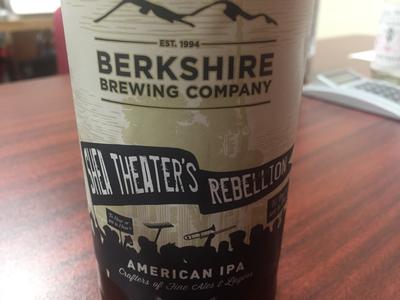 EST. 1994
BERKSHIRE
BREWING COMPANY
SHEA THEATER'S REBELLION
AMERICAN IPA
Crafters of Fine Ales & Lagers